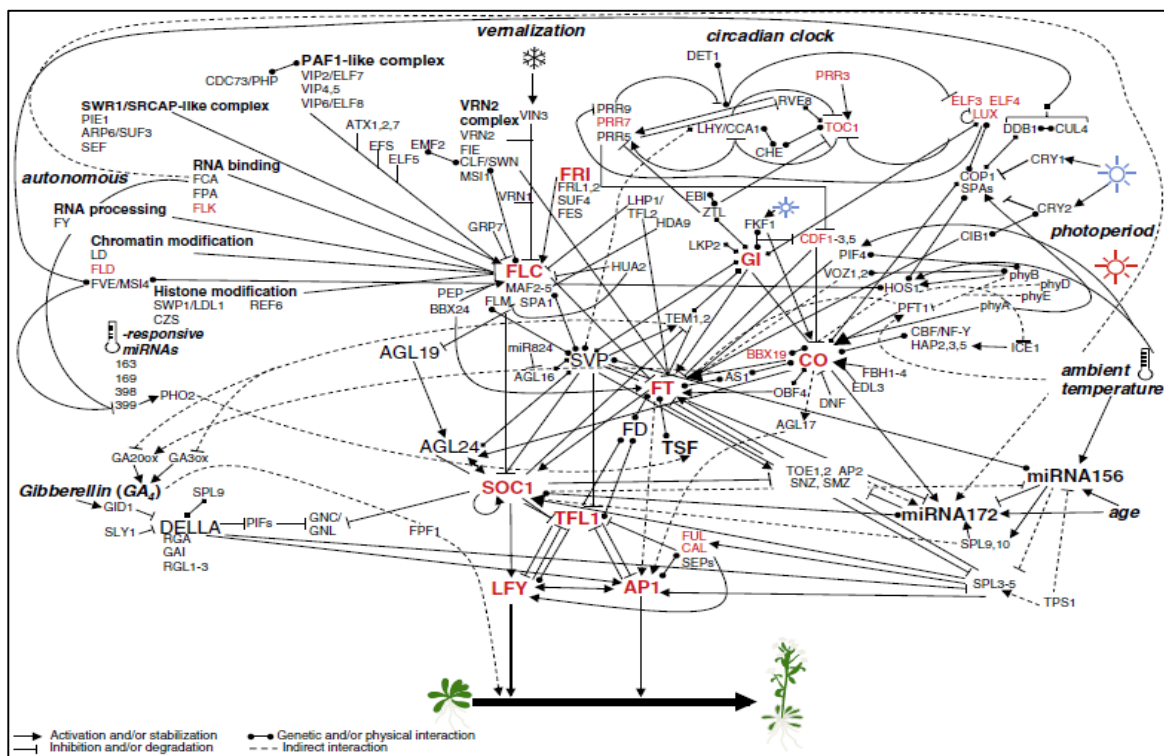 vernalization
circadian clock
DET1
PAF1-like complex
CDC73/PHP
VIP2/ELF7
VIP4,5
VIP6/ELF8
PRR3
SWR1/SRCAP-like complex
PIE1
ARP6/SUF3
SEF
VRN2
complex
VRN2
FIE
CLF/SWN
MSI1
VIN3
PRR9
PRR7
PRR5
RVE8
LHY/CCA1
TOC1
CHE
ELF3 ELF4
LUX
DDB1
CUL4
ATX1,2,7
EFS
EMF2
ELF5
CRY1
COP1
SPAs
CRY2
CIB1
photoperiod
autonomous
RNA binding
FCA
FPA
FLK
FRI
FRL1,2
SUF4
FES
VRN1
LHP1/
TFL2
EBI
ZTL
FKF1
RNA processing
FY
GRP7
HDA9
LKP2
GI
CDF1-3,5
PIF4
Chromatin modification
LD
FLD
FVE/MSI4
FLC
MAF2-5
FLM
SPA1
HUA2
VOZ1,2
HOS1
phyB
phyD
phyE
phyA
Histone modification
SWP1/LDL1 REF6
CZS
PEP
BBX24
TEM1,2
PFT1
CBF/NF-Y
HAP2,3,5
ICE1
-responsive
miRNAs
163
169
398
399
AGL19
miR824
SVP
AGL16
BBX19
CO
FBH1-4
EDL3
ambient
temperature
PHO2
FT
AS1
OBF4
DNF
AGL17
FD
TSF
AGL24
GA20ox
GA3ox
TOE1,2 AP2
SNZ, SMZ
miRNA156
Gibberellin (GA4)
GID1
SOC1
SPL9
SLY1
DELLA
RGA
GAI
RGL1-3
PIFs
GNC/
GNL
FPF1
TFL1
miRNA172
age
FUL
CAL
SEPs
SPL9,10
LFY
AP1
SPL3-5
TPS1
Activation and/or stabilization
Genetic and/or physical interaction
Inhibition and/or degradation
Indirect interaction